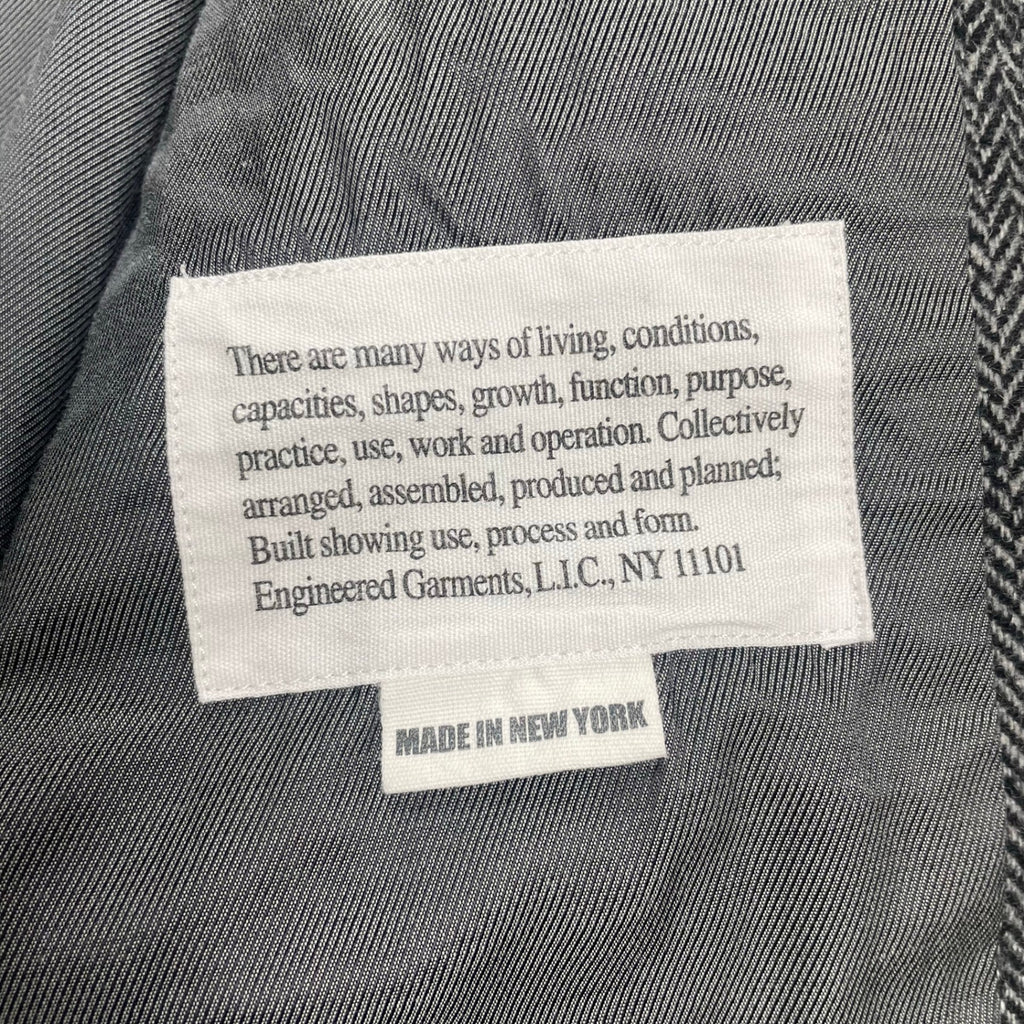 There are many ways of living, conditions,
capacities, shapes, growth, function, purpose,
practice, use, work and operation. Collectively
arranged, assembled, produced and planned;
Built showing use, process and form.
Engineered Garments, L.I.C., NY 11101
MADE IN NEW YORK